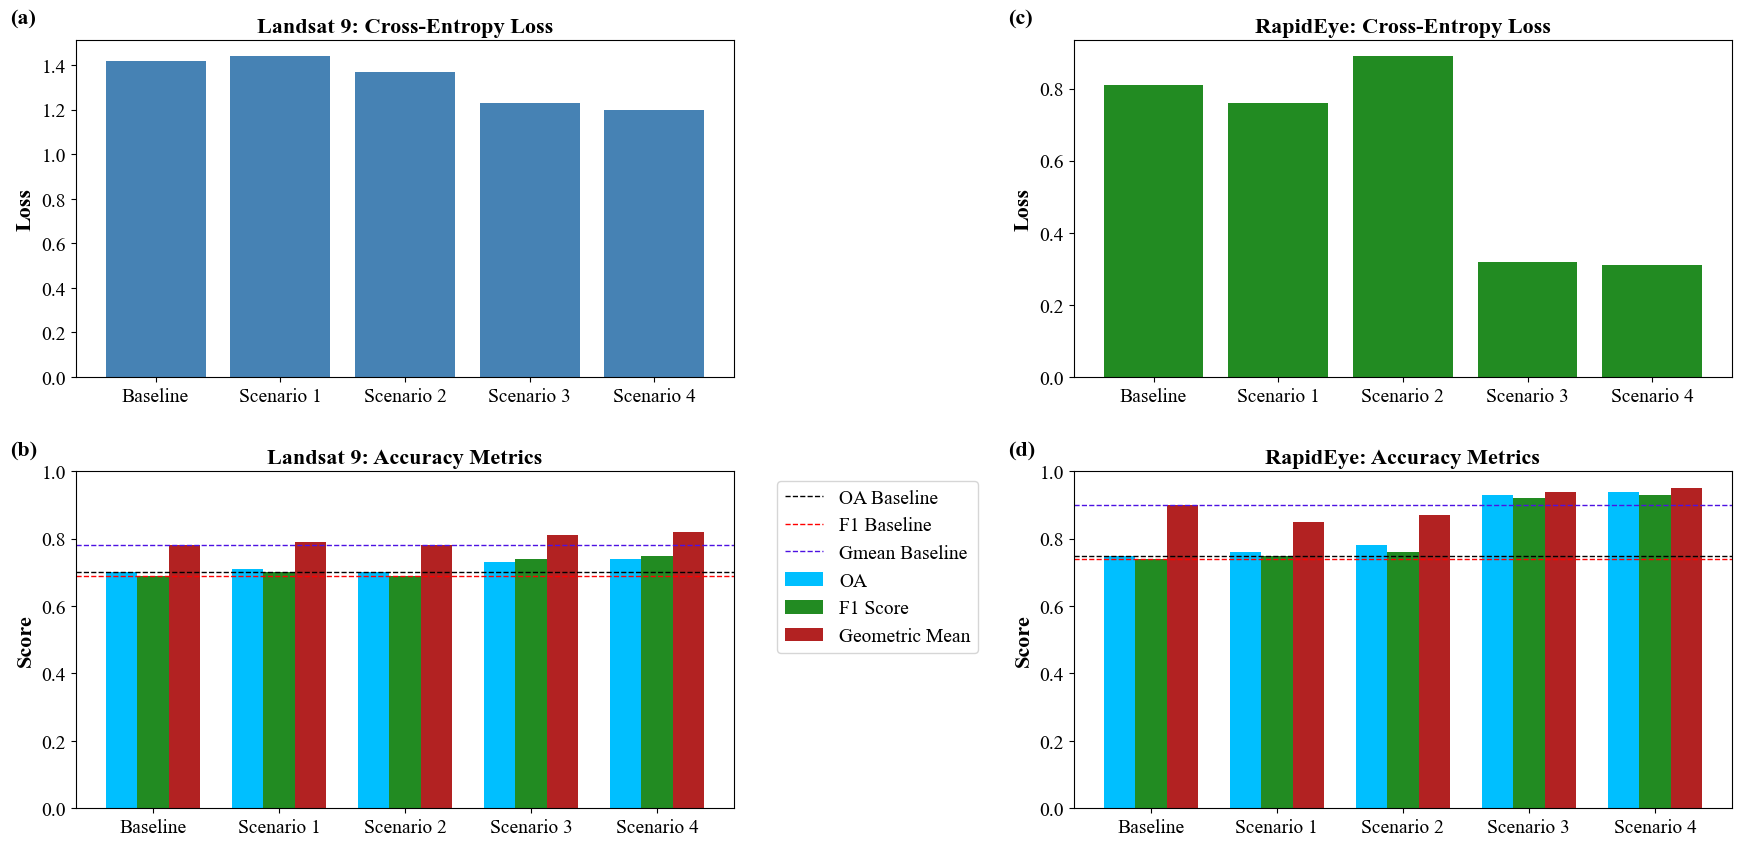 (a)
Landsat 9: Cross-Entropy Loss
Loss
1.4
1.2
1.0
0.8
0.6
0.4
0.2
0.0
Baseline Scenario 1 Scenario 2 Scenario 3 Scenario 4
(c)
RapidEye: Cross-Entropy Loss
Loss
0.8
0.6
0.4
0.2
0.0
Baseline Scenario 1 Scenario 2 Scenario 3 Scenario 4
(b)
Landsat 9: Accuracy Metrics
Score
1.0
0.8
0.6
0.4
0.2
0.0
Baseline Scenario 1 Scenario 2 Scenario 3 Scenario 4
OA Baseline
F1 Baseline
Gmean Baseline
OA
F1 Score
Geometric Mean
(d)
RapidEye: Accuracy Metrics
Score
1.0
0.8
0.6
0.4
0.2
0.0
Baseline Scenario 1 Scenario 2 Scenario 3 Scenario 4